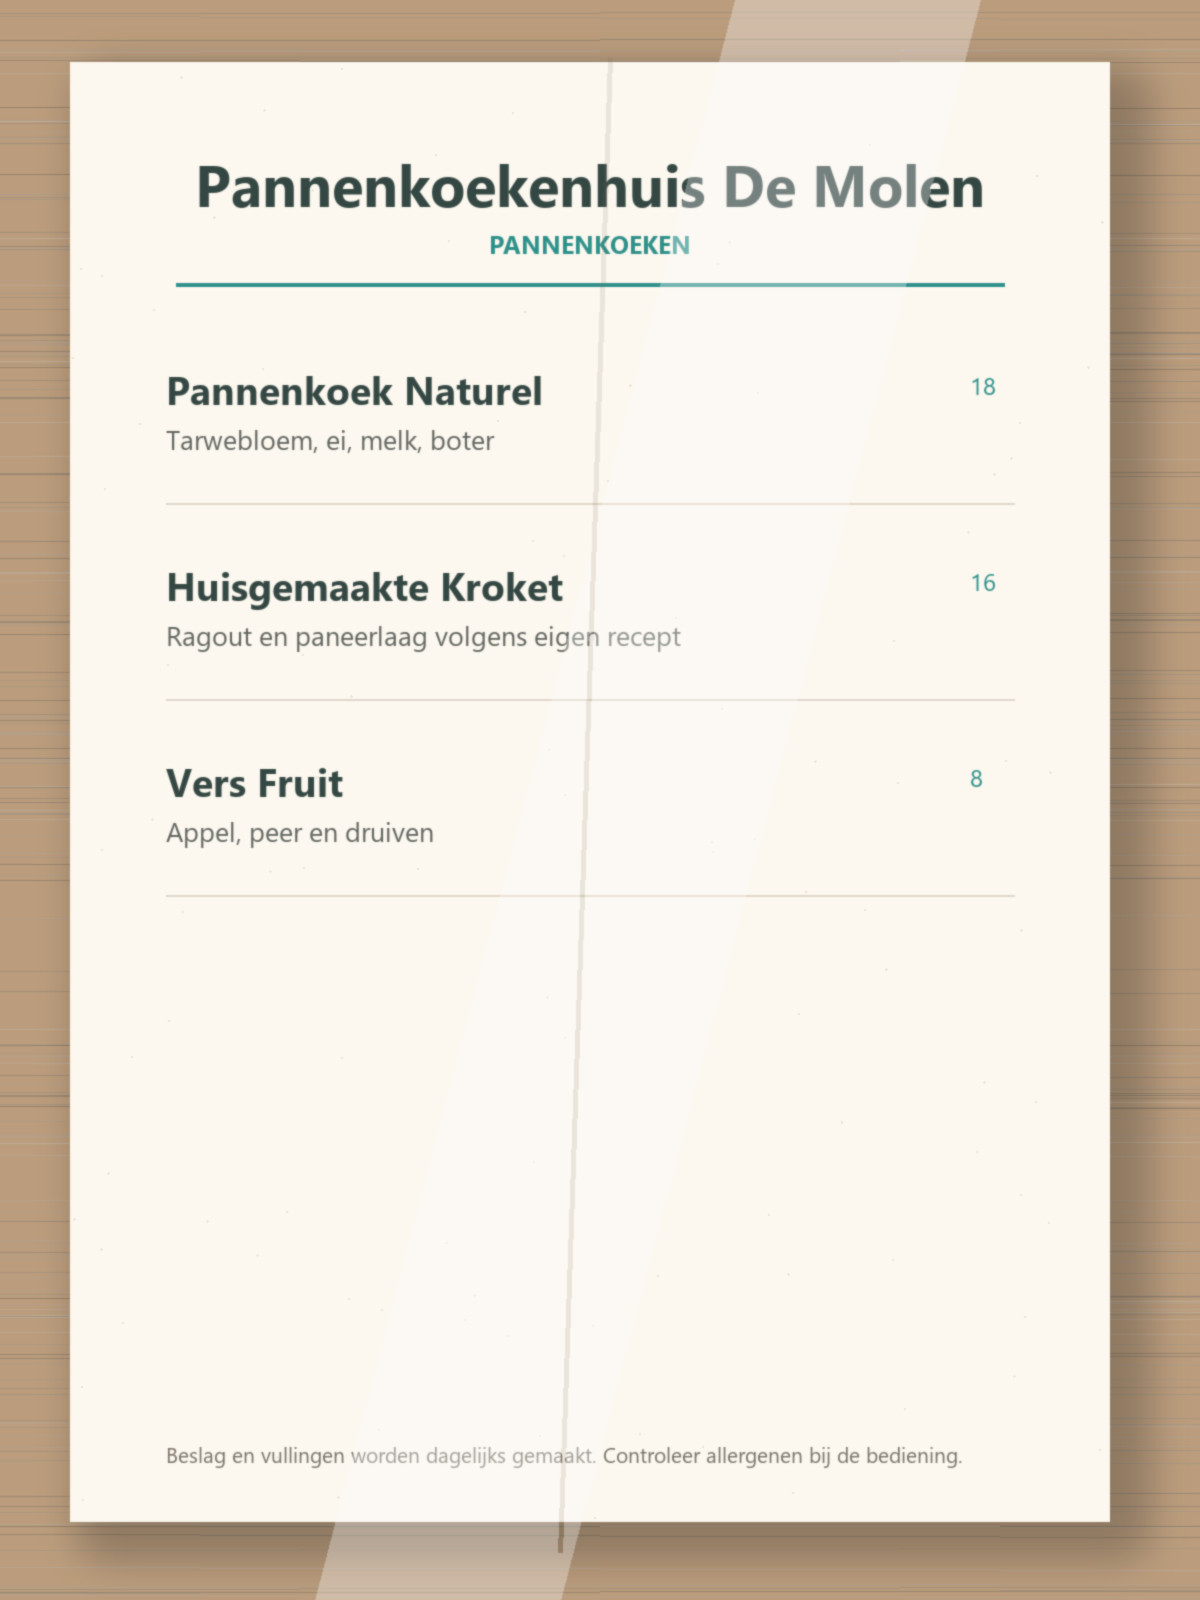 Pannenkoekenhuis De Molen
PANNENKOEKEN
Pannenkoek Naturel 18
Tarwebloem, ei, melk, boter
Huisgemaakte Kroket 16
Ragout en paneerlaag volgens eigen recept
Vers Fruit 8
Appel, peer en druiven
Beslag en vullingen worden dagelijks gemaakt. Controleer allergenen bij de bediening.